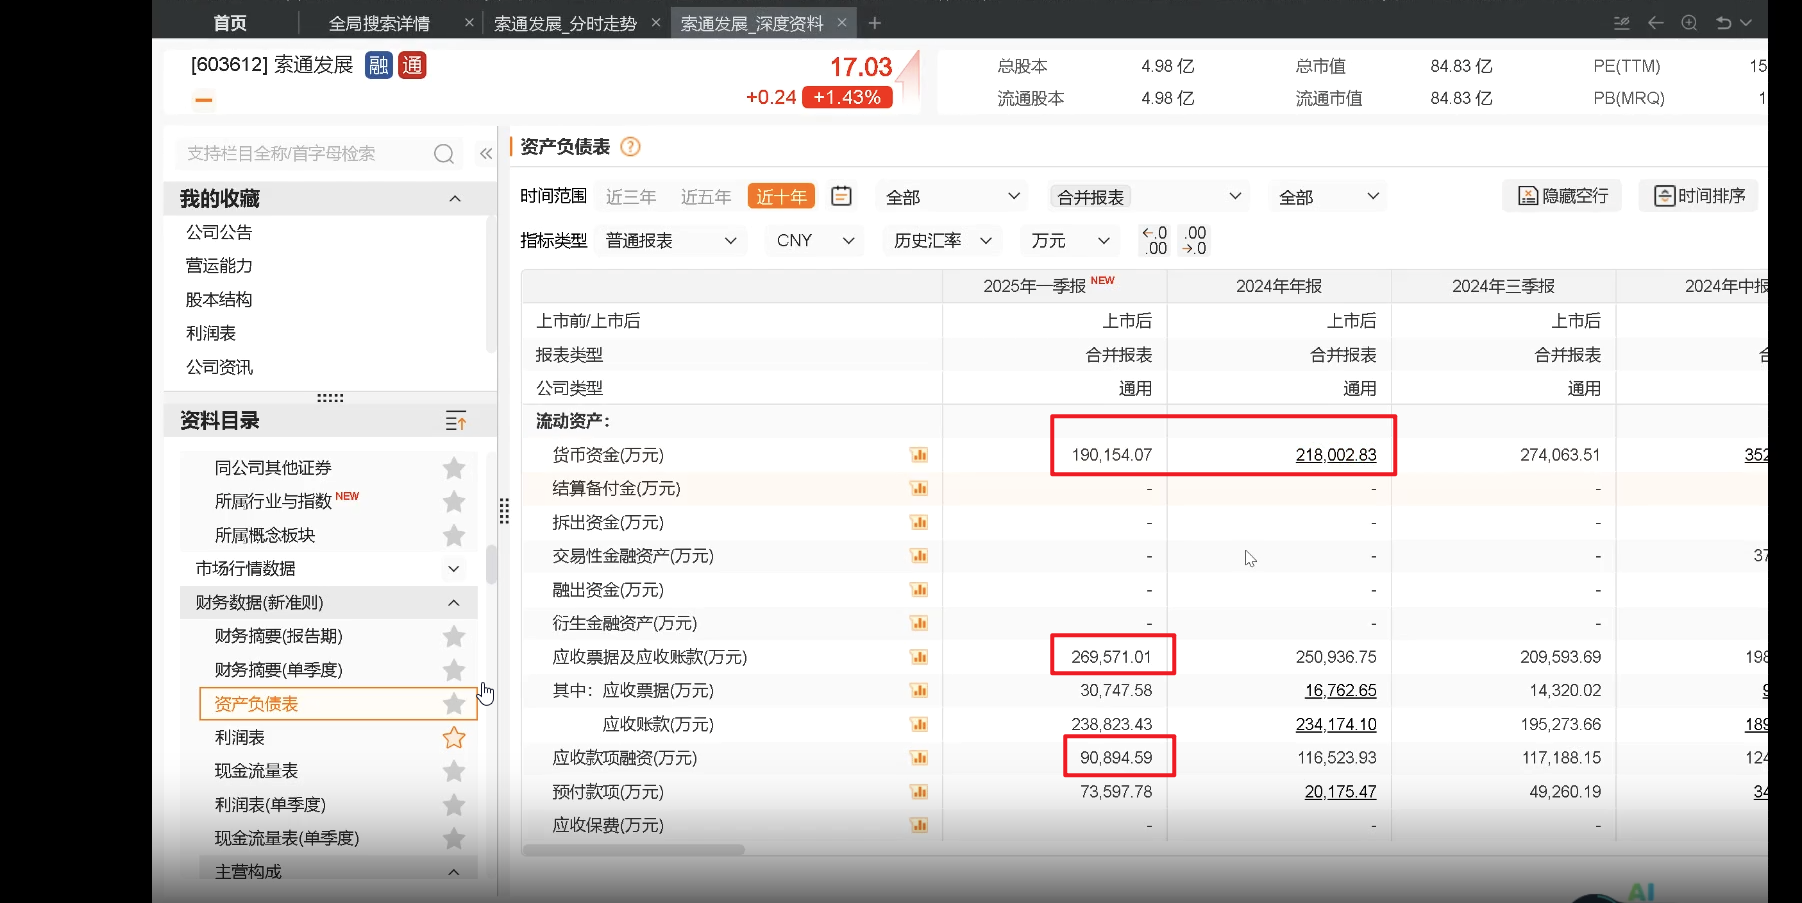 首页 全局搜索详情 × 索通发展_分时走势 × 索通发展_深度资料 × +
[603612] 索通发展 融 通
17.03
+0.24 +1.43%
总股本 4.98 亿 总市值 84.83 亿 PE(TTM) 15
流通股本 4.98 亿 流通市值 84.83 亿 PB(MRQ) 1
支持栏目全称/首字母检索 «
我的收藏
公司公告
营运能力
股本结构
利润表
公司资讯
资料目录
同公司其他证券
所属行业与指数 NEW
所属概念板块
市场行情数据
财务数据(新准则)
财务摘要(报告期)
财务摘要(单季度)
资产负债表
利润表
现金流量表
利润表(单季度)
现金流量表(单季度)
主营构成
资产负债表 ?
时间范围 近三年 近五年 近十年 全部 合并报表 全部 隐藏空行 时间排序
指标类型 普通报表 CNY 历史汇率 万元 ←.0 .00 .00 →.0
2025年一季报 NEW 2024年年报 2024年三季报 2024年中报
上市前/上市后 上市后 上市后 上市后
报表类型 合并报表 合并报表 合并报表 合
公司类型 通用 通用 通用
流动资产：
货币资金(万元) 190,154.07 218,002.83 274,063.51 352
结算备付金(万元) - - -
拆出资金(万元) - - -
交易性金融资产(万元) - - - 37
融出资金(万元) - - -
衍生金融资产(万元) - - -
应收票据及应收账款(万元) 269,571.01 250,936.75 209,593.69 198
其中：应收票据(万元) 30,747.58 16,762.65 14,320.02 9
应收账款(万元) 238,823.43 234,174.10 195,273.66 189
应收款项融资(万元) 90,894.59 116,523.93 117,188.15 124
预付款项(万元) 73,597.78 20,175.47 49,260.19 34
应收保费(万元) - - -
AI